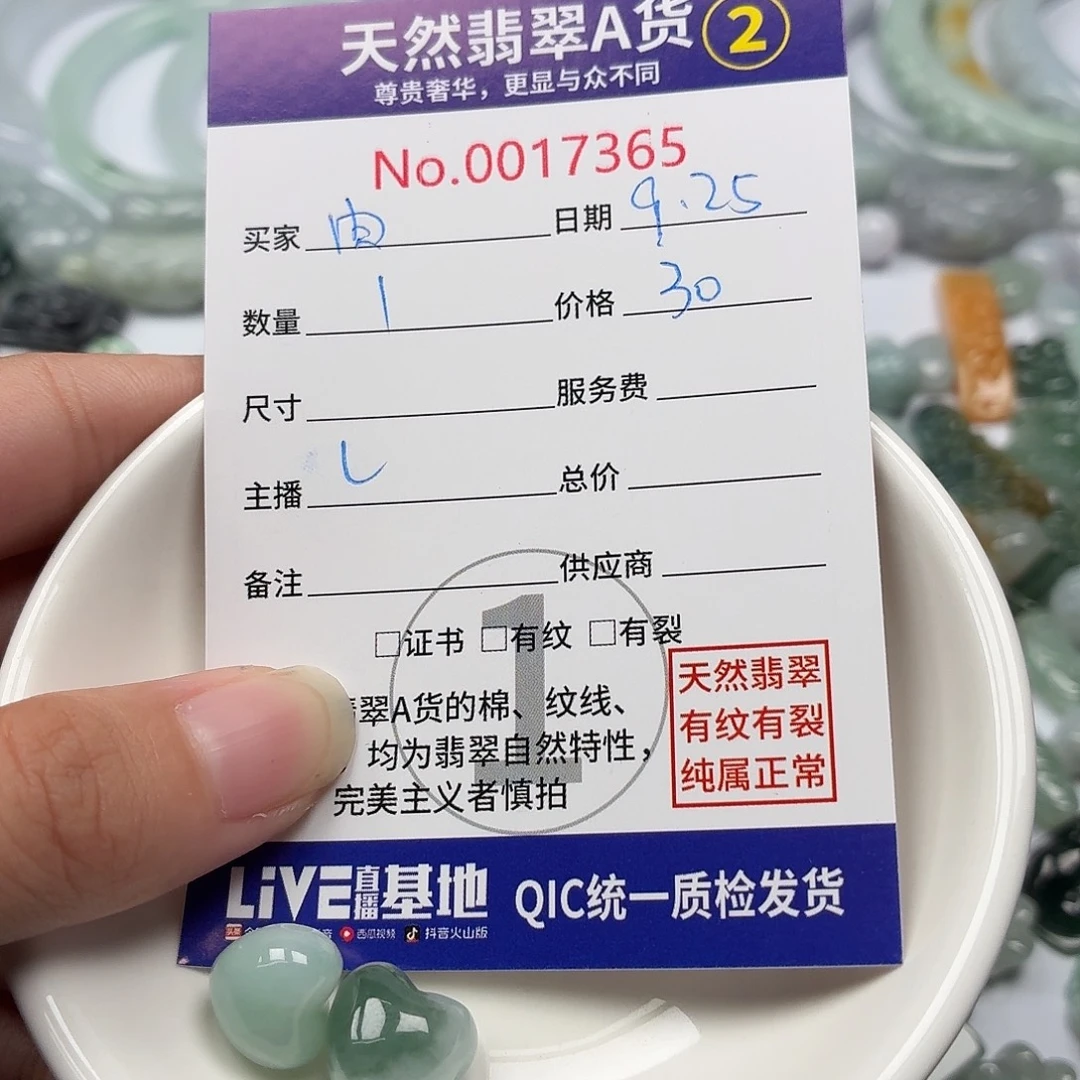 天然翡翠A货 2
尊贵奢华，更显与众不同
No.0017365
买家 由 日期 9.25
数量 1 价格 30
尺寸 服务费
主播 L 总价
备注 供应商
1
□证书 □有纹 □有裂
翠A货的棉、纹线、
均为翡翠自然特性，
完美主义者慎拍
天然翡翠
有纹有裂
纯属正常
LiVE直播基地 QIC统一质检发货
西瓜视频 抖音火山版